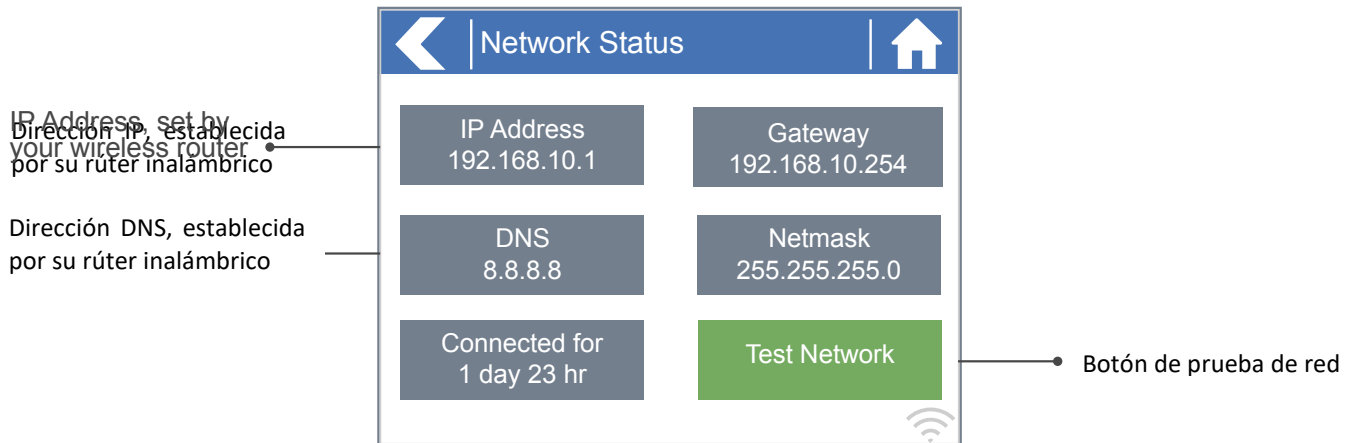 Network Status
IP Address, set by
your wireless router
Dirección IP, establecida
por su rúter inalámbrico
IP Address
192.168.10.1
Gateway
192.168.10.254
Dirección DNS, establecida
por su rúter inalámbrico
DNS
8.8.8.8
Netmask
255.255.255.0
Connected for
1 day 23 hr
Test Network
Botón de prueba de red